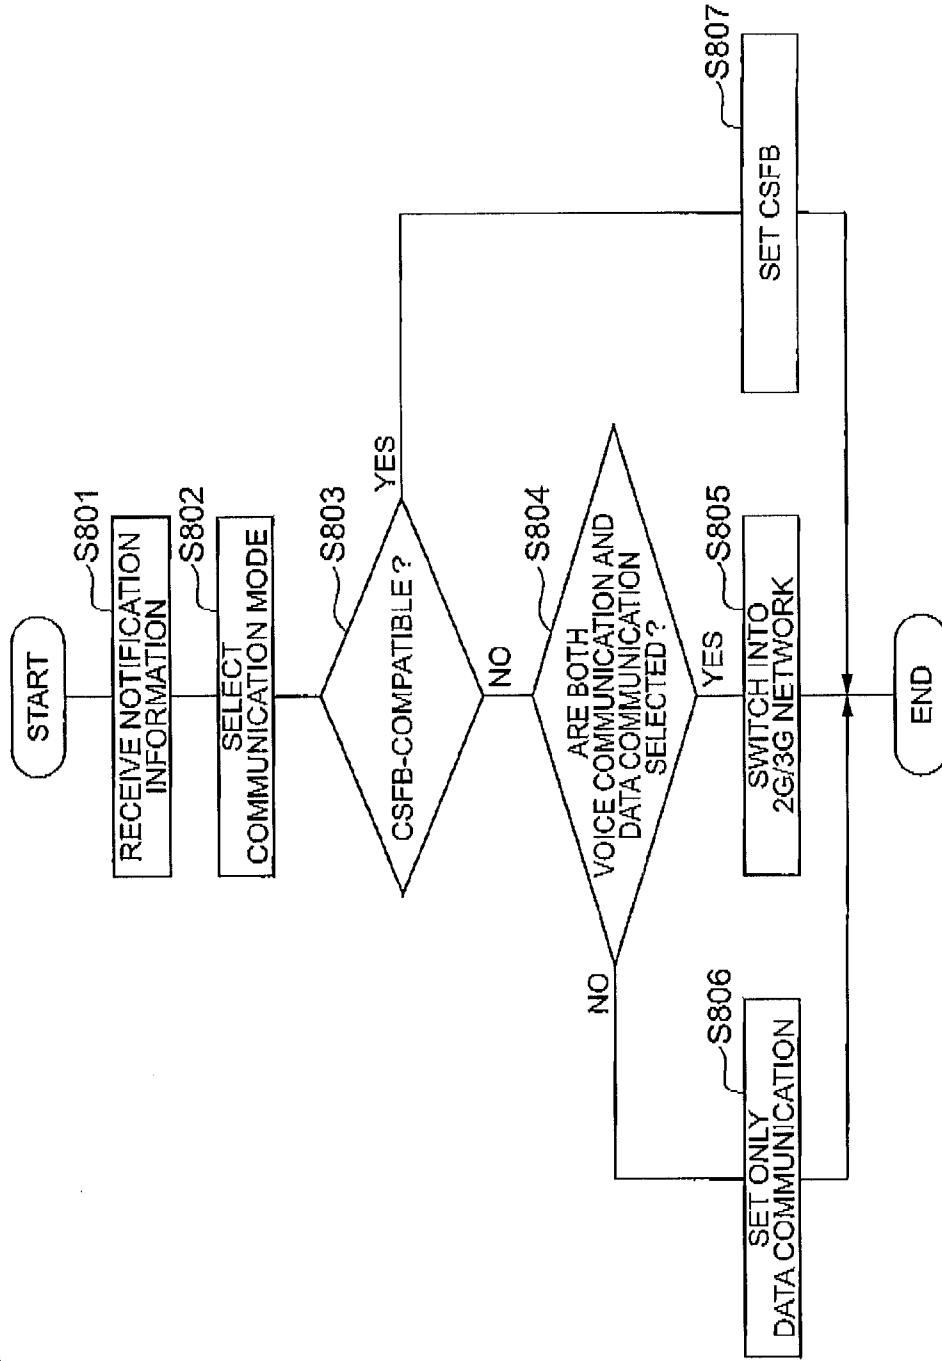 START
S801
RECEIVE NOTIFICATION
INFORMATION
S802
SELECT
COMMUNICATION MODE
S803
CSFB-COMPATIBLE ?
YES
NO
S804
ARE BOTH
VOICE COMMUNICATION AND
DATA COMMUNICATION
SELECTED ?
NO
YES
S806
SET ONLY
DATA COMMUNICATION
S805
SWITCH INTO
2G/3G NETWORK
S807
SET CSFB
END